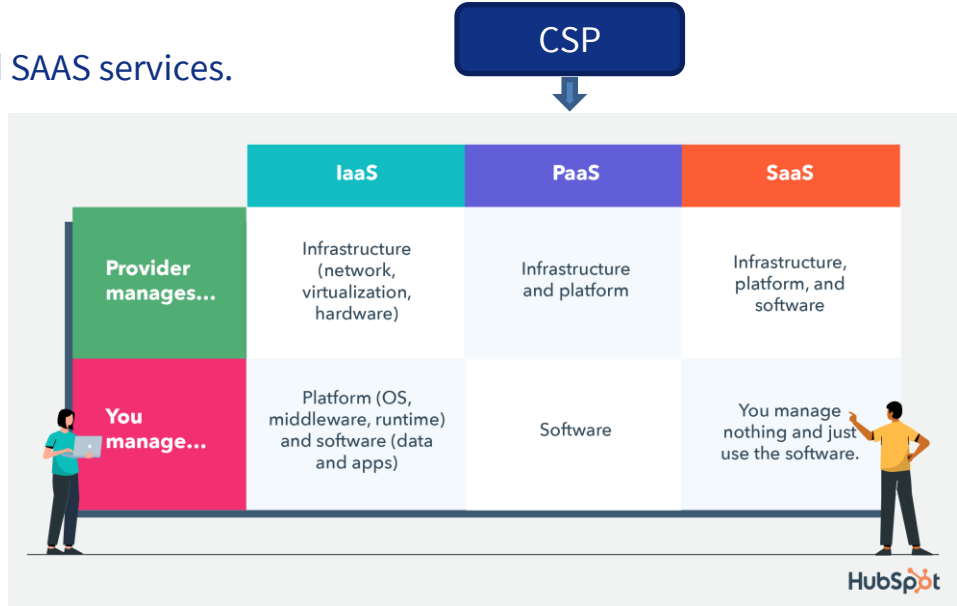 CSP
SAAS services.
IaaS
PaaS
SaaS
Provider
manages...
Infrastructure
(network,
virtualization,
hardware)
Infrastructure
and platform
Infrastructure,
platform, and
software
You
manage...
Platform (OS,
middleware, runtime)
and software (data
and apps)
Software
You manage
nothing and just
use the software.
HubSpot